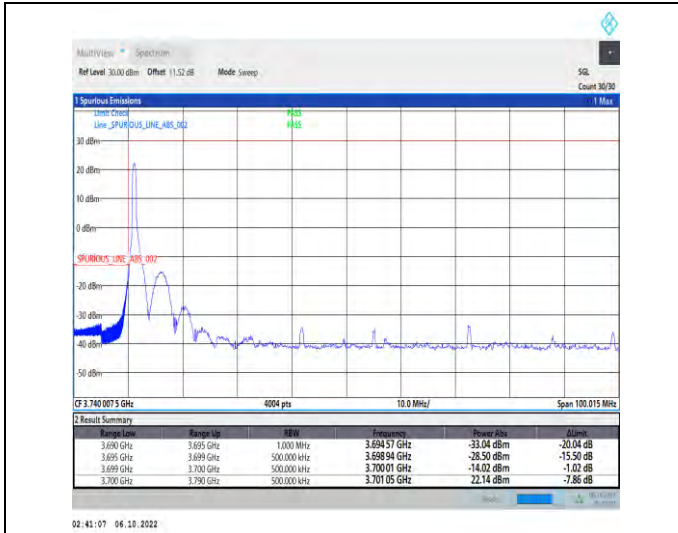 MultiView Spectrum
Ref Level 30.00 dBm Offset 11.52 dB Mode Sweep SGL
Count 30/30
1 Spurious Emissions 1 Max
Limit Check PASS
Line _SPURIOUS_LINE_ABS_002 PASS
30 dBm
20 dBm
10 dBm
0 dBm
_SPURIOUS_LINE_ABS_002
-20 dBm
-30 dBm
-40 dBm
-50 dBm
CF 3.740 007 5 GHz 4004 pts 10.0 MHz/ Span 100.015 MHz
2 Result Summary
Range Low Range Up RBW Frequency Power Abs ΔLimit
3.690 GHz 3.695 GHz 1.000 MHz 3.694 57 GHz -33.04 dBm -20.04 dB
3.695 GHz 3.699 GHz 500.000 kHz 3.698 94 GHz -28.50 dBm -15.50 dB
3.699 GHz 3.700 GHz 500.000 kHz 3.700 01 GHz -14.02 dBm -1.02 dB
3.700 GHz 3.790 GHz 500.000 kHz 3.701 05 GHz 22.14 dBm -7.86 dB
02:41:07 06.10.2022